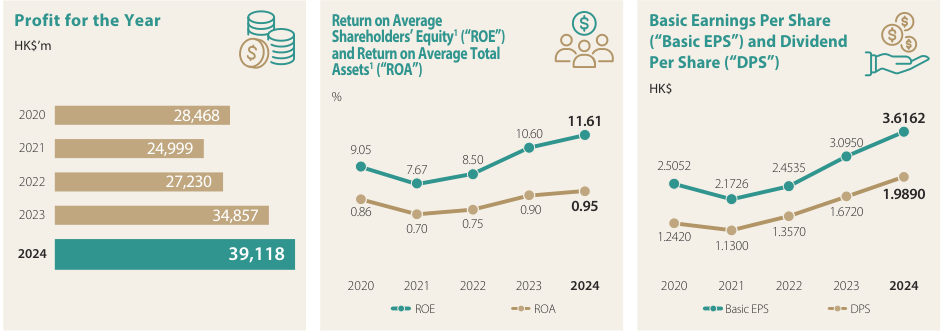 Profit for the Year
HK$'m
2020
28,468
2021
24,999
2022
27,230
2023
34,857
2024
39,118
Return on Average
Shareholders' Equity¹ ("ROE")
and Return on Average Total
Assets¹ ("ROA")
%
9.05
7.67
8.50
10.60
11.61
0.86
0.70
0.75
0.90
0.95
2020 2021 2022 2023 2024
ROE ROA
Basic Earnings Per Share
("Basic EPS") and Dividend
Per Share ("DPS")
HK$
2.5052
2.1726
2.4535
3.0950
3.6162
1.2420
1.1300
1.3570
1.6720
1.9890
2020 2021 2022 2023 2024
Basic EPS DPS